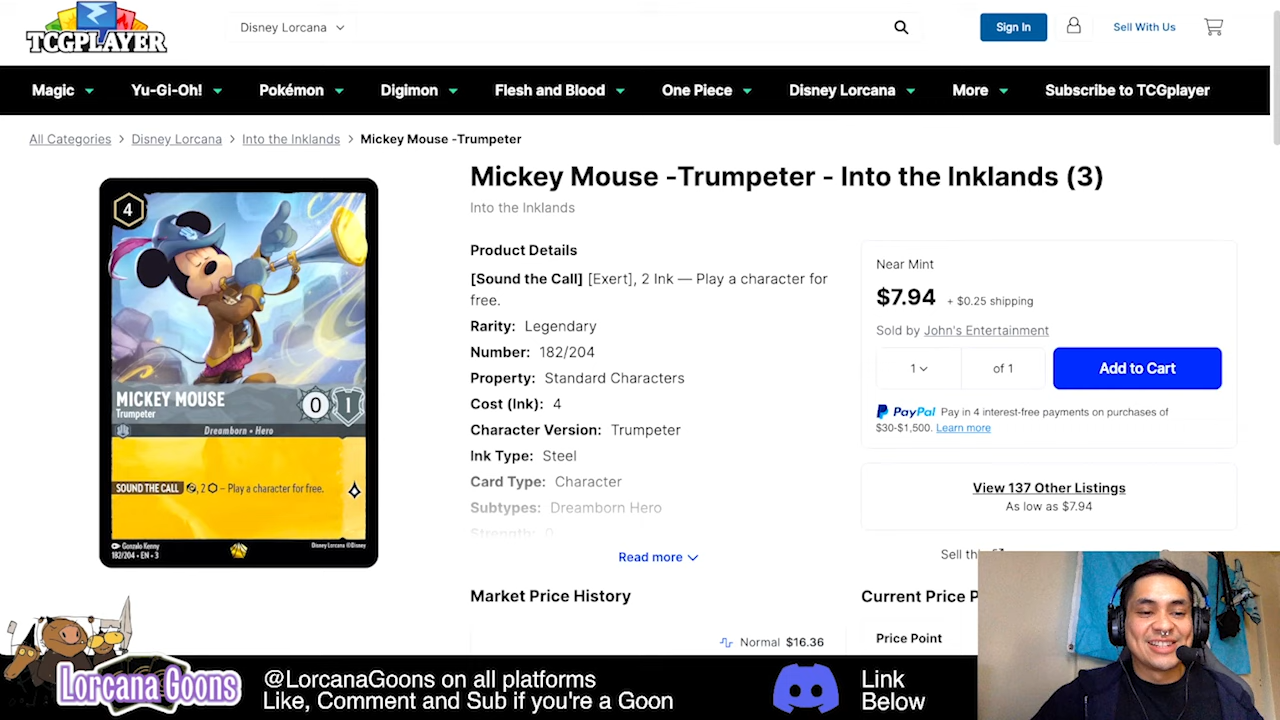 TCGPLAYER
Disney Lorcana
Sign In
Sell With Us
Magic
Yu-Gi-Oh!
Pokémon
Digimon
Flesh and Blood
One Piece
Disney Lorcana
More
Subscribe to TCGplayer
All Categories > Disney Lorcana > Into the Inklands > Mickey Mouse -Trumpeter
Mickey Mouse -Trumpeter - Into the Inklands (3)
Into the Inklands
4
MICKEY MOUSE
Trumpeter
0
1
Dreamborn • Hero
SOUND THE CALL
, 2
– Play a character for free.
Gonzalo Kenny
182/204 • EN • 3
Disney Lorcana ©Disney
Product Details
[Sound the Call] [Exert], 2 Ink — Play a character for
free.
Rarity: Legendary
Number: 182/204
Property: Standard Characters
Cost (Ink): 4
Character Version: Trumpeter
Ink Type: Steel
Card Type: Character
Subtypes: Dreamborn Hero
Strength: 0
Read more
Near Mint
$7.94 + $0.25 shipping
Sold by John's Entertainment
1
of 1
Add to Cart
PayPal Pay in 4 interest-free payments on purchases of
$30-$1,500. Learn more
View 137 Other Listings
As low as $7.94
Sell
Market Price History
Normal $16.36
Current Price P
Price Point
Lorcana Goons
@LorcanaGoons on all platforms
Like, Comment and Sub if you're a Goon
Link
Below